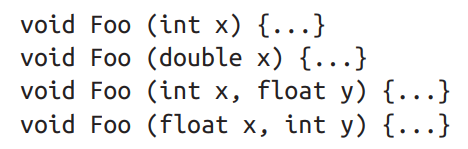 void Foo (int x) {...}
void Foo (double x) {...}
void Foo (int x, float y) {...}
void Foo (float x, int y) {...}